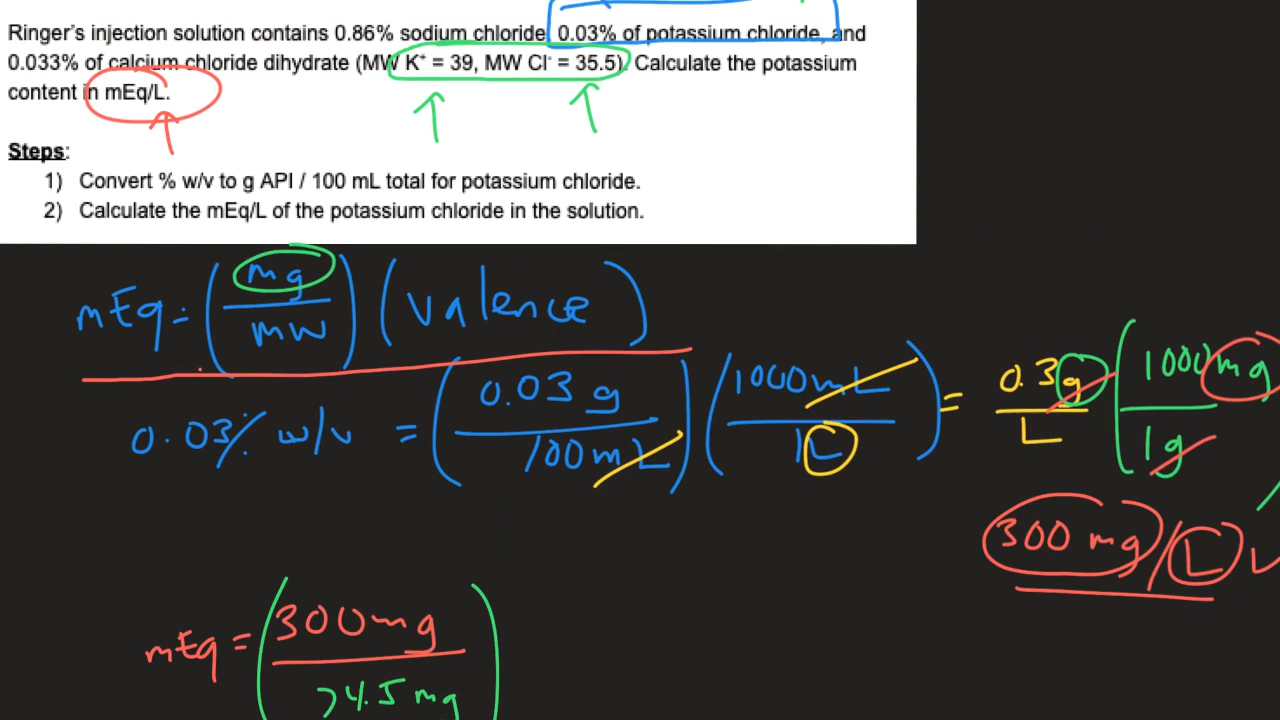 Ringer's injection solution contains 0.86% sodium chloride, 0.03% of potassium chloride, and
0.033% of calcium chloride dihydrate (MW K⁺ = 39, MW Cl⁻ = 35.5). Calculate the potassium
content in mEq/L.
Steps:
1) Convert % w/v to g API / 100 mL total for potassium chloride.
2) Calculate the mEq/L of the potassium chloride in the solution.
mEq = (mg / MW) (valence)
0.03% w/v = (0.03 g / 100 mL) (1000 mL / 1L) = 0.3 g / L (1000 mg / 1g
300 mg / L
mEq = (300 mg / 74.5 mg)